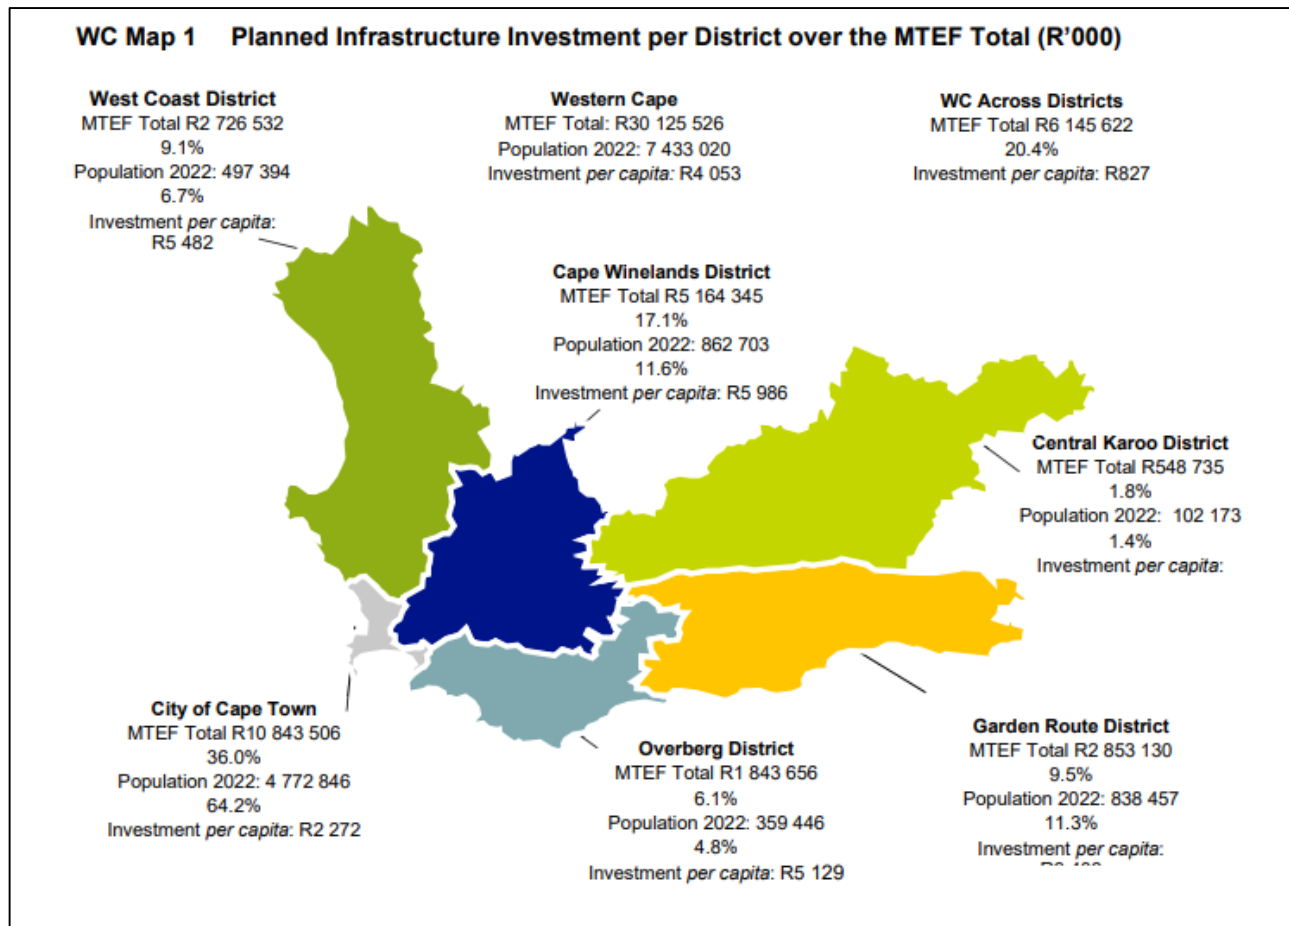 WC Map 1 Planned Infrastructure Investment per District over the MTEF Total (R’000)
West Coast District
MTEF Total R2 726 532
9.1%
Population 2022: 497 394
6.7%
Investment per capita:
R5 482
Western Cape
MTEF Total: R30 125 526
Population 2022: 7 433 020
Investment per capita: R4 053
WC Across Districts
MTEF Total R6 145 622
20.4%
Investment per capita: R827
Cape Winelands District
MTEF Total R5 164 345
17.1%
Population 2022: 862 703
11.6%
Investment per capita: R5 986
Central Karoo District
MTEF Total R548 735
1.8%
Population 2022: 102 173
1.4%
Investment per capita:
City of Cape Town
MTEF Total R10 843 506
36.0%
Population 2022: 4 772 846
64.2%
Investment per capita: R2 272
Overberg District
MTEF Total R1 843 656
6.1%
Population 2022: 359 446
4.8%
Investment per capita: R5 129
Garden Route District
MTEF Total R2 853 130
9.5%
Population 2022: 838 457
11.3%
Investment per capita: